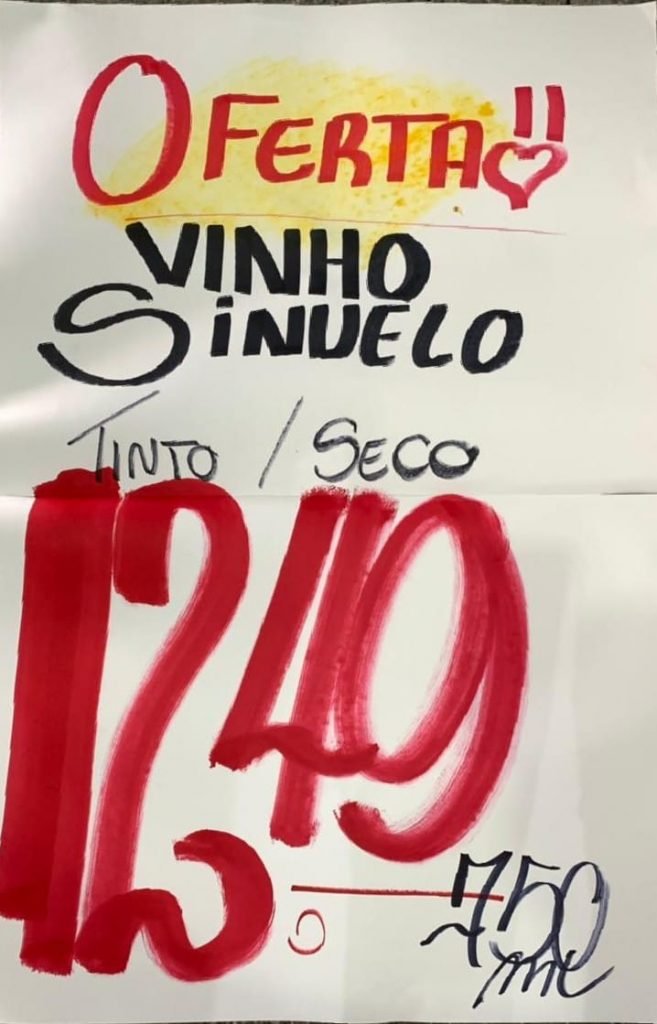 OFERTA!!
VINHO
SINUELO
TINTO / SECO
12,49
750
ml